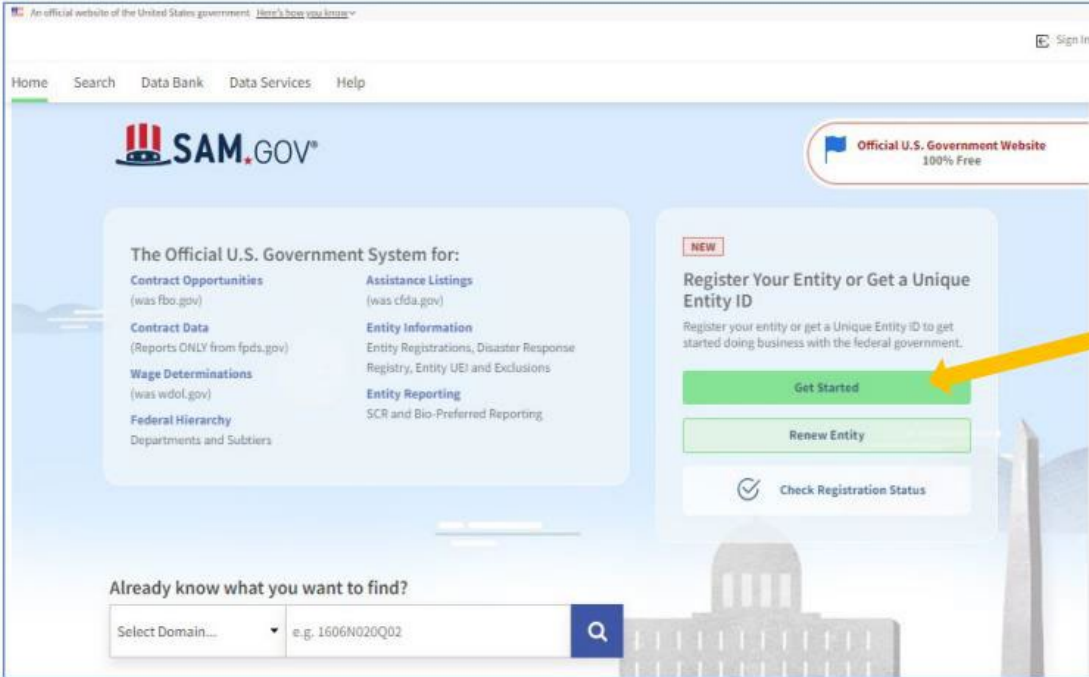 An official website of the United States government Here's how you know
Sign In
Home Search Data Bank Data Services Help
SAM.GOV®
Official U.S. Government Website
100% Free
The Official U.S. Government System for:
Contract Opportunities
(was fbo.gov)
Contract Data
(Reports ONLY from fpds.gov)
Wage Determinations
(was wdol.gov)
Federal Hierarchy
Departments and Subtiers
Assistance Listings
(was cfda.gov)
Entity Information
Entity Registrations, Disaster Response
Registry, Entity UEI and Exclusions
Entity Reporting
SCR and Bio-Preferred Reporting
NEW
Register Your Entity or Get a Unique
Entity ID
Register your entity or get a Unique Entity ID to get
started doing business with the federal government.
Get Started
Renew Entity
Check Registration Status
Already know what you want to find?
Select Domain...
e.g. 1606N020Q02